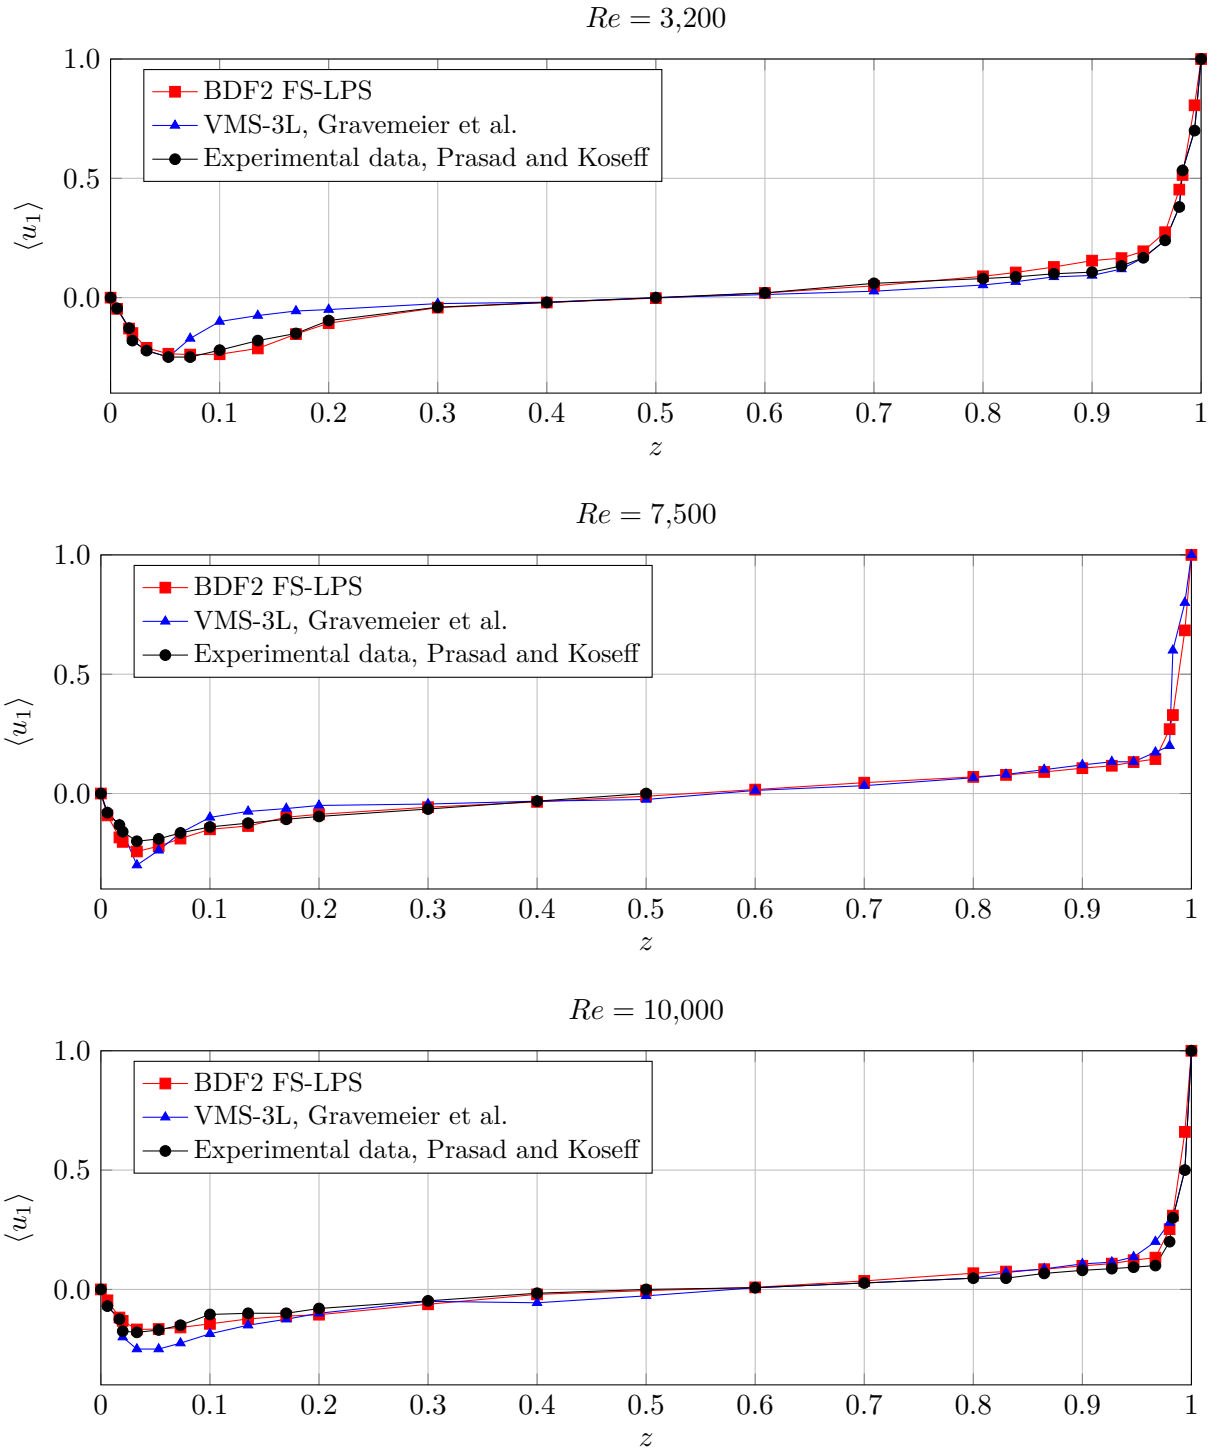 Re = 3,200
1.0
0.5
0.0
⟨u₁⟩
BDF2 FS-LPS
VMS-3L, Gravemeier et al.
Experimental data, Prasad and Koseff
0 0.1 0.2 0.3 0.4 0.5 0.6 0.7 0.8 0.9 1
z
Re = 7,500
1.0
0.5
0.0
⟨u₁⟩
BDF2 FS-LPS
VMS-3L, Gravemeier et al.
Experimental data, Prasad and Koseff
0 0.1 0.2 0.3 0.4 0.5 0.6 0.7 0.8 0.9 1
z
Re = 10,000
1.0
0.5
0.0
⟨u₁⟩
BDF2 FS-LPS
VMS-3L, Gravemeier et al.
Experimental data, Prasad and Koseff
0 0.1 0.2 0.3 0.4 0.5 0.6 0.7 0.8 0.9 1
z